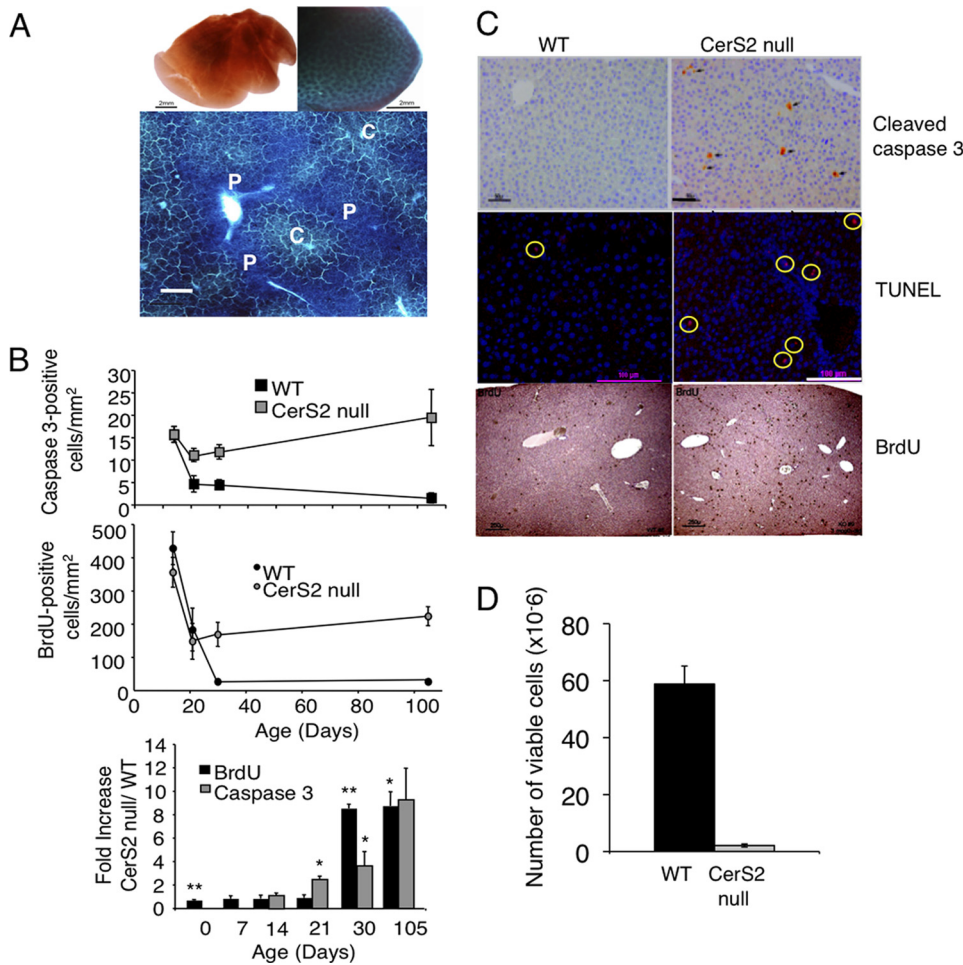 A
2mm
2mm
C
P
P
C
P
B
Caspase 3-positive
cells/mm²
30
25
20
15
10
5
0
WT
CerS2 null
BrdU-positive
cells/mm²
500
400
300
200
100
0
WT
CerS2 null
0 20 40 60 80 100
Age (Days)
Fold Increase
CerS2 null/ WT
14
12
10
8
6
4
2
0
BrdU
Caspase 3
**
*
**
*
*
0 7 14 21 30 105
Age (Days)
C
WT CerS2 null
Cleaved
caspase 3
TUNEL
100 µm
100 µm
BrdU
BrdU
BrdU
250µ
250µ
D
Number of viable cells (x10-6)
80
60
40
20
0
WT CerS2
null